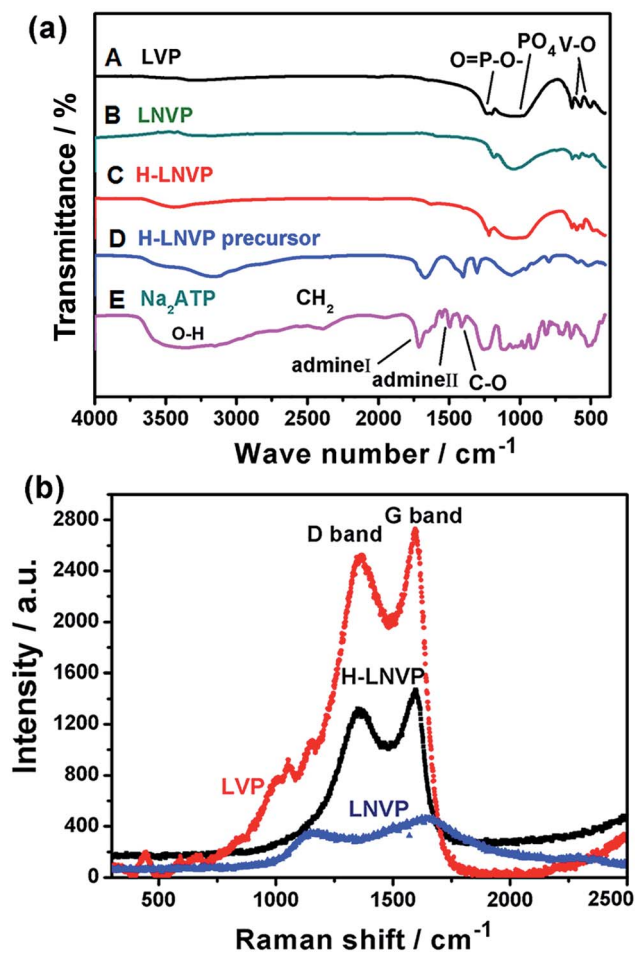 (a)
Transmittance / %
A LVP
O=P-O-
PO4 V-O
B LNVP
C H-LNVP
D H-LNVP precursor
E Na2ATP
CH2
O-H
admineI
admineII
C-O
4000 3500 3000 2500 2000 1500 1000 500
Wave number / cm-1
(b)
Intensity / a.u.
2800
2400
2000
1600
1200
800
400
0
D band
G band
H-LNVP
LVP
LNVP
500 1000 1500 2000 2500
Raman shift / cm-1